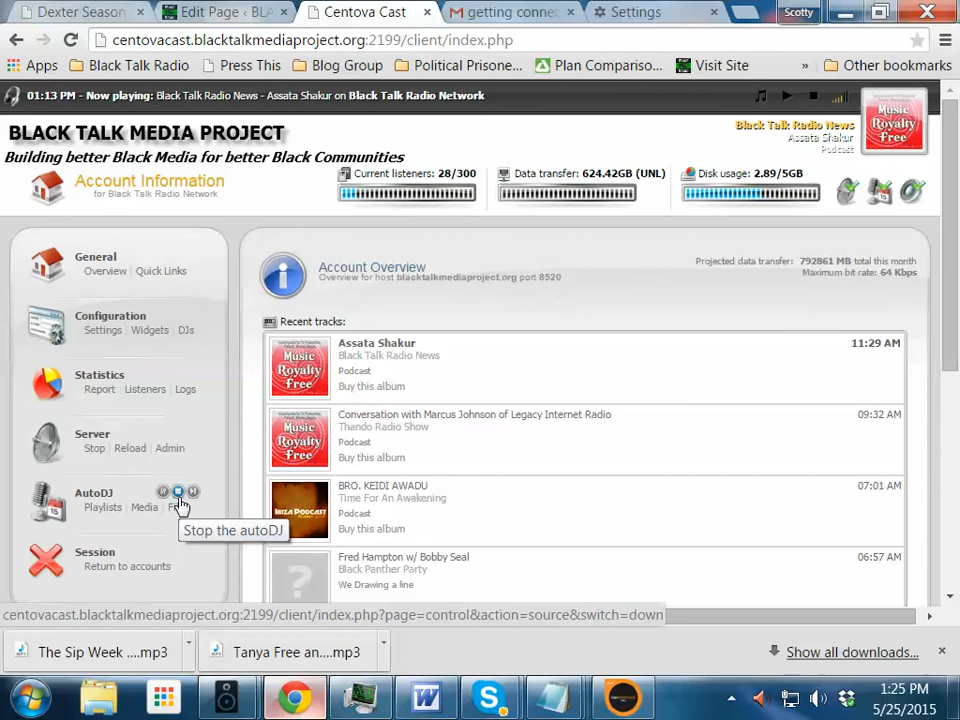 Dexter Season
Edit Page ‹ BLA
Centova Cast
getting connec
Settings
Scotty
centovacast.blacktalkmediaproject.org:2199/client/index.php
Apps
Black Talk Radio
Press This
Blog Group
Political Prisone...
Plan Compariso...
Visit Site
»
Other bookmarks
01:13 PM - Now playing: Black Talk Radio News - Assata Shakur on Black Talk Radio Network
BLACK TALK MEDIA PROJECT
Building better Black Media for better Black Communities
Black Talk Radio News
Assata Shakur
Podcast
Music
Royalty
Free
Account Information
for Black Talk Radio Network
Current listeners: 28/300
Data transfer: 624.42GB (UNL)
Disk usage: 2.89/5GB
General
Overview Quick Links
Configuration
Settings Widgets DJs
Statistics
Report Listeners Logs
Server
Stop Reload Admin
AutoDJ
Playlists Media
Session
Return to accounts
Account Overview
Overview for host blacktalkmediaproject.org port 8520
Projected data transfer: 792861 MB total this month
Maximum bit rate: 64 Kbps
Recent tracks:
Music
Royalty
Free
Assata Shakur
Black Talk Radio News
Podcast
Buy this album
11:29 AM
Music
Royalty
Free
Conversation with Marcus Johnson of Legacy Internet Radio
Thando Radio Show
Podcast
Buy this album
09:32 AM
IBIZA PODCAST
BRO. KEIDI AWADU
Time For An Awakening
Podcast
Buy this album
07:01 AM
?
Fred Hampton w/ Bobby Seal
Black Panther Party
We Drawing a line
06:57 AM
Stop the autoDJ
centovacast.blacktalkmediaproject.org:2199/client/index.php?page=control&action=source&switch=down
The Sip Week ....mp3
Tanya Free an....mp3
Show all downloads...
1:25 PM
5/25/2015